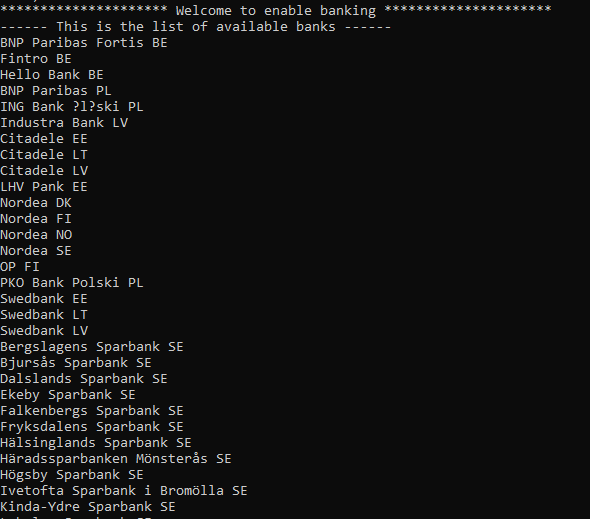 ********************* Welcome to enable banking *********************
------ This is the list of available banks ------
BNP Paribas Fortis BE
Fintro BE
Hello Bank BE
BNP Paribas PL
ING Bank ?l?ski PL
Industra Bank LV
Citadele EE
Citadele LT
Citadele LV
LHV Pank EE
Nordea DK
Nordea FI
Nordea NO
Nordea SE
OP FI
PKO Bank Polski PL
Swedbank EE
Swedbank LT
Swedbank LV
Bergslagens Sparbank SE
Bjursås Sparbank SE
Dalslands Sparbank SE
Ekeby Sparbank SE
Falkenbergs Sparbank SE
Fryksdalens Sparbank SE
Hälsinglands Sparbank SE
Häradssparbanken Mönsterås SE
Högsby Sparbank SE
Ivetofta Sparbank i Bromölla SE
Kinda-Ydre Sparbank SE